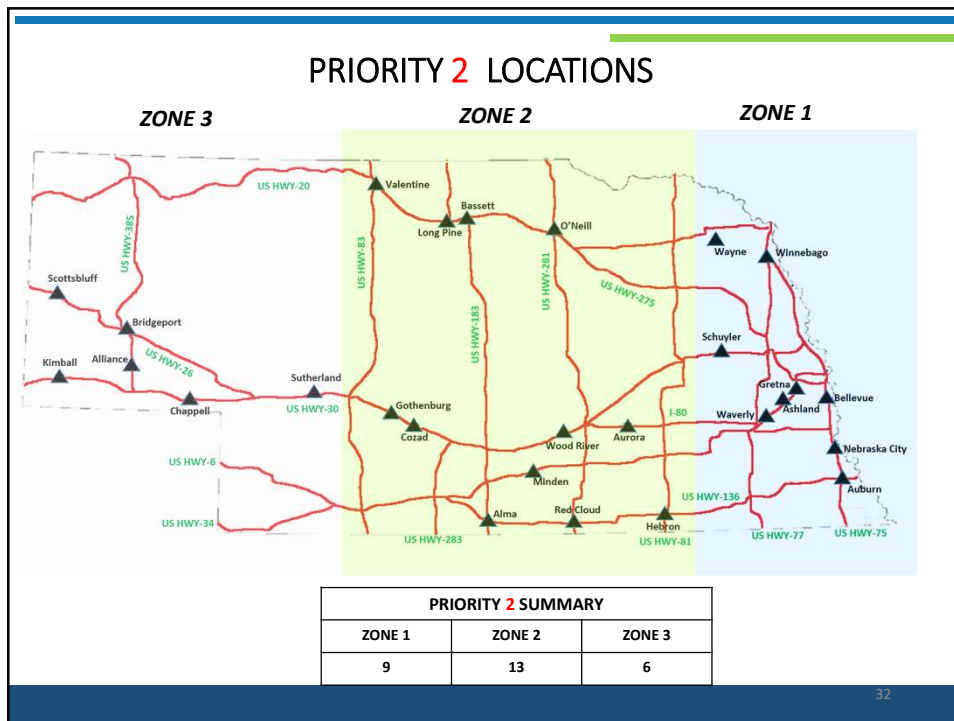 PRIORITY 2 LOCATIONS
ZONE 3
ZONE 2
ZONE 1
US HWY-20
Valentine
Bassett
Long Pine
O'Neill
Wayne
Winnebago
US HWY-385
US HWY-83
US HWY-183
US HWY-281
US HWY-275
Scottsbluff
Bridgeport
Kimball
Alliance
US HWY-26
Chappell
Sutherland
US HWY-30
Gothenburg
Cozad
Wood River
Aurora
I-80
Schuyler
Gretna
Ashland
Bellevue
Waverly
Nebraska City
Auburn
US HWY-6
US HWY-34
Minden
Alma
Red Cloud
Hebron
US HWY-136
US HWY-283
US HWY-81
US HWY-77
US HWY-75
PRIORITY 2 SUMMARY
ZONE 1 ZONE 2 ZONE 3
9 13 6
32